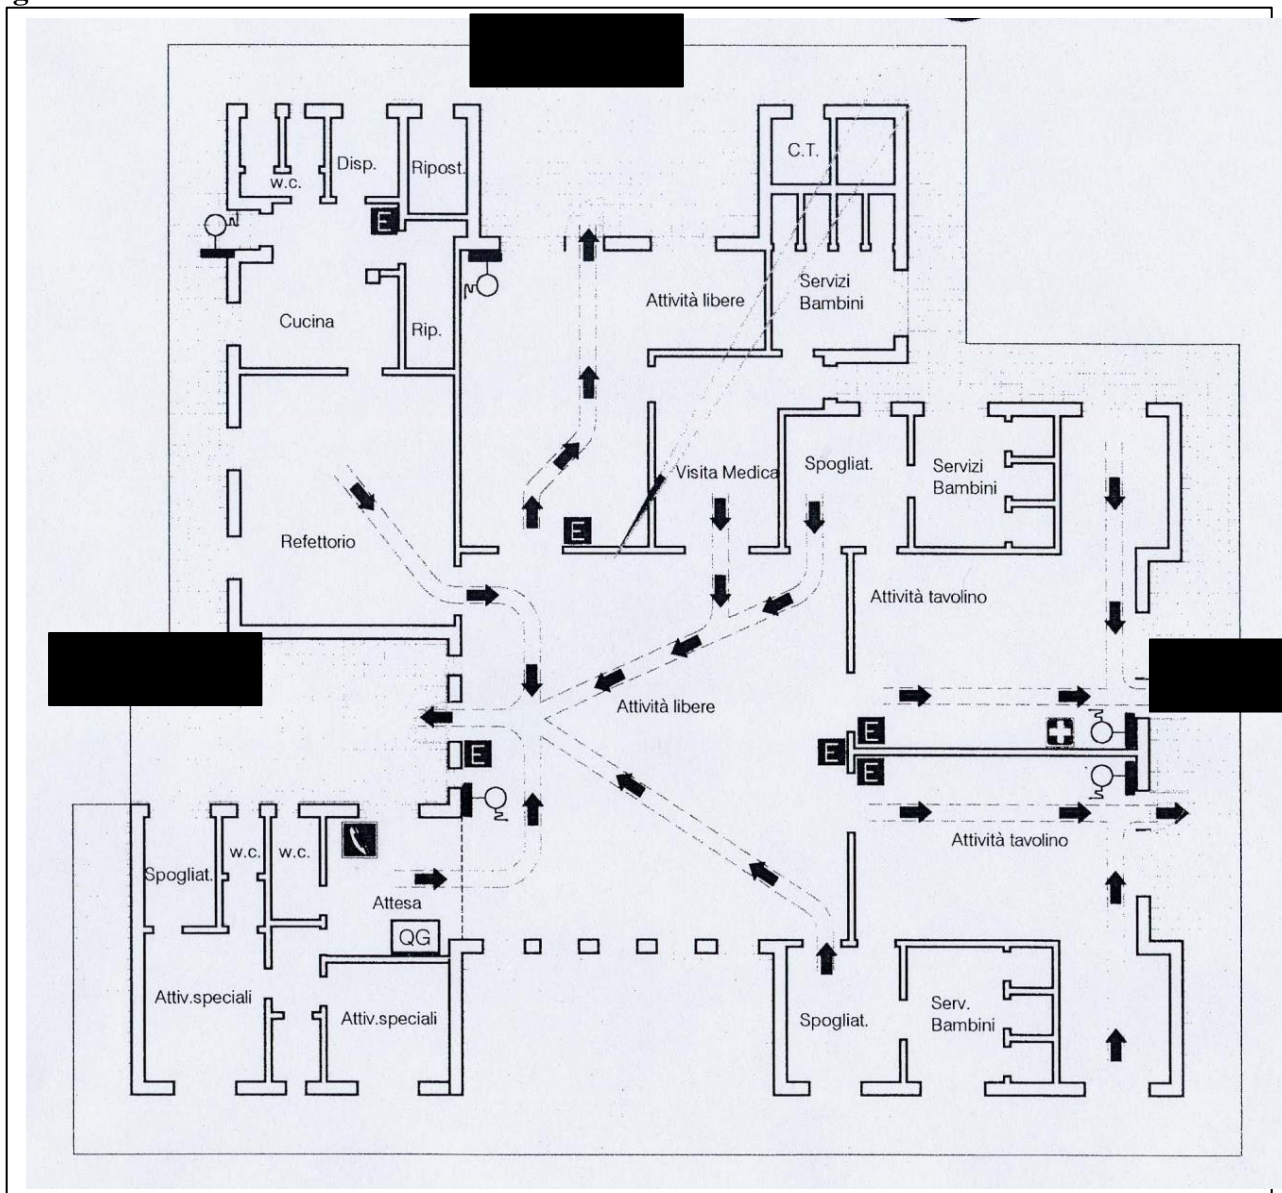 g
C.T.
Disp.
Ripost.
w.c.
E
Attività libere
Servizi
Bambini
Cucina
Rip.
Visita Medica
Spogliat.
Servizi
Bambini
Refettorio
E
Attività tavolino
Attività libere
E
E
E
E
Attività tavolino
w.c.
w.c.
Spogliat.
Attesa
QG
Attiv.speciali
Attiv.speciali
Spogliat.
Serv.
Bambini